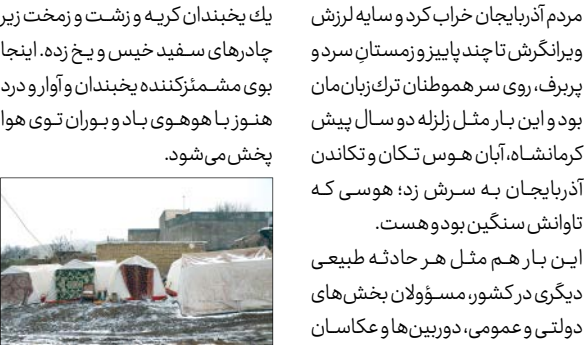 مردم آذربایجان خراب کرد و سایه لرزش
ویرانگرش تا چند پاییز و زمستانِ سرد و
پربرف، روی سر هموطنان ترك‌زبان‌مان
بود و این بار مثل زلزله دو سال پیش
کرمانشاه، آبان هوس تکان و تکاندن
آذربایجان به سرش زد؛ هوسی که
تاوانش سنگین بود و هست.
این بار هم مثل هر حادثه طبیعی
دیگری در کشور، مسؤولان بخش‌های
دولتی و عمومی، دوربین‌ها و عکاسان
یك یخبندان کریه و زشت و زمخت زیر
چادرهای سفید خیس و یخ زده. اینجا
بوی مشمئزکننده یخبندان و آوار و درد
هنوز با هوهوی باد و بوران توی هوا
پخش می‌شود.